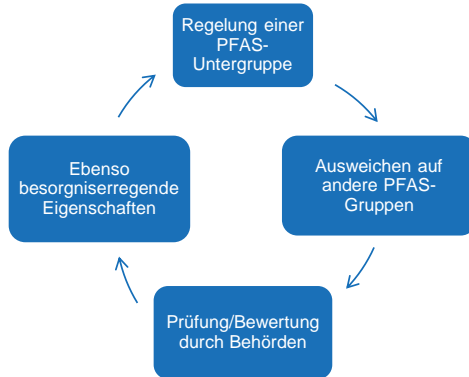 Regelung einer
PFAS-
Untergruppe
Ausweichen auf
andere PFAS-
Gruppen
Prüfung/Bewertung
durch Behörden
Ebenso
besorgniserregende
Eigenschaften